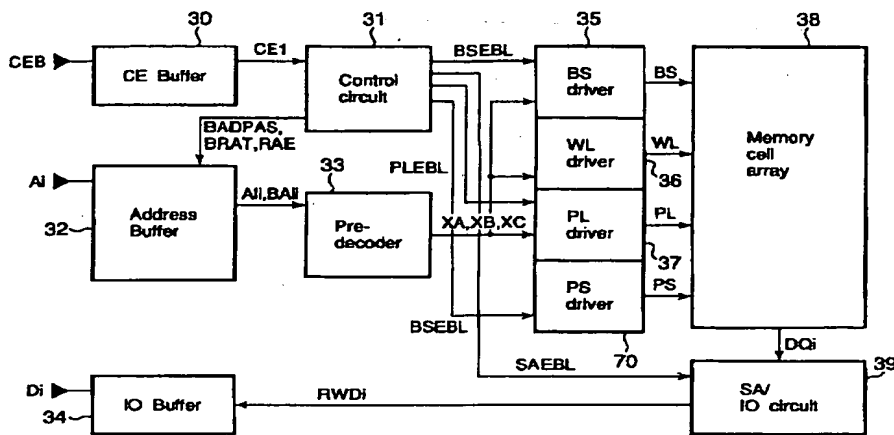 30
31
35
38
CEB
CE Buffer
CE1
Control
circuit
BSEBL
BS
driver
BS
BADPAS,
BRAT,RAE
PLEBL
WL
driver
WL
36
Memory
cell
array
Ai
32
Address
Buffer
Aii,BAii
33
Pre-
decoder
XA,XB,XC
PL
driver
PL
37
PS
driver
PS
BSEBL
70
SAEBL
DQi
39
Di
34
IO Buffer
RWDi
SA/
IO circuit